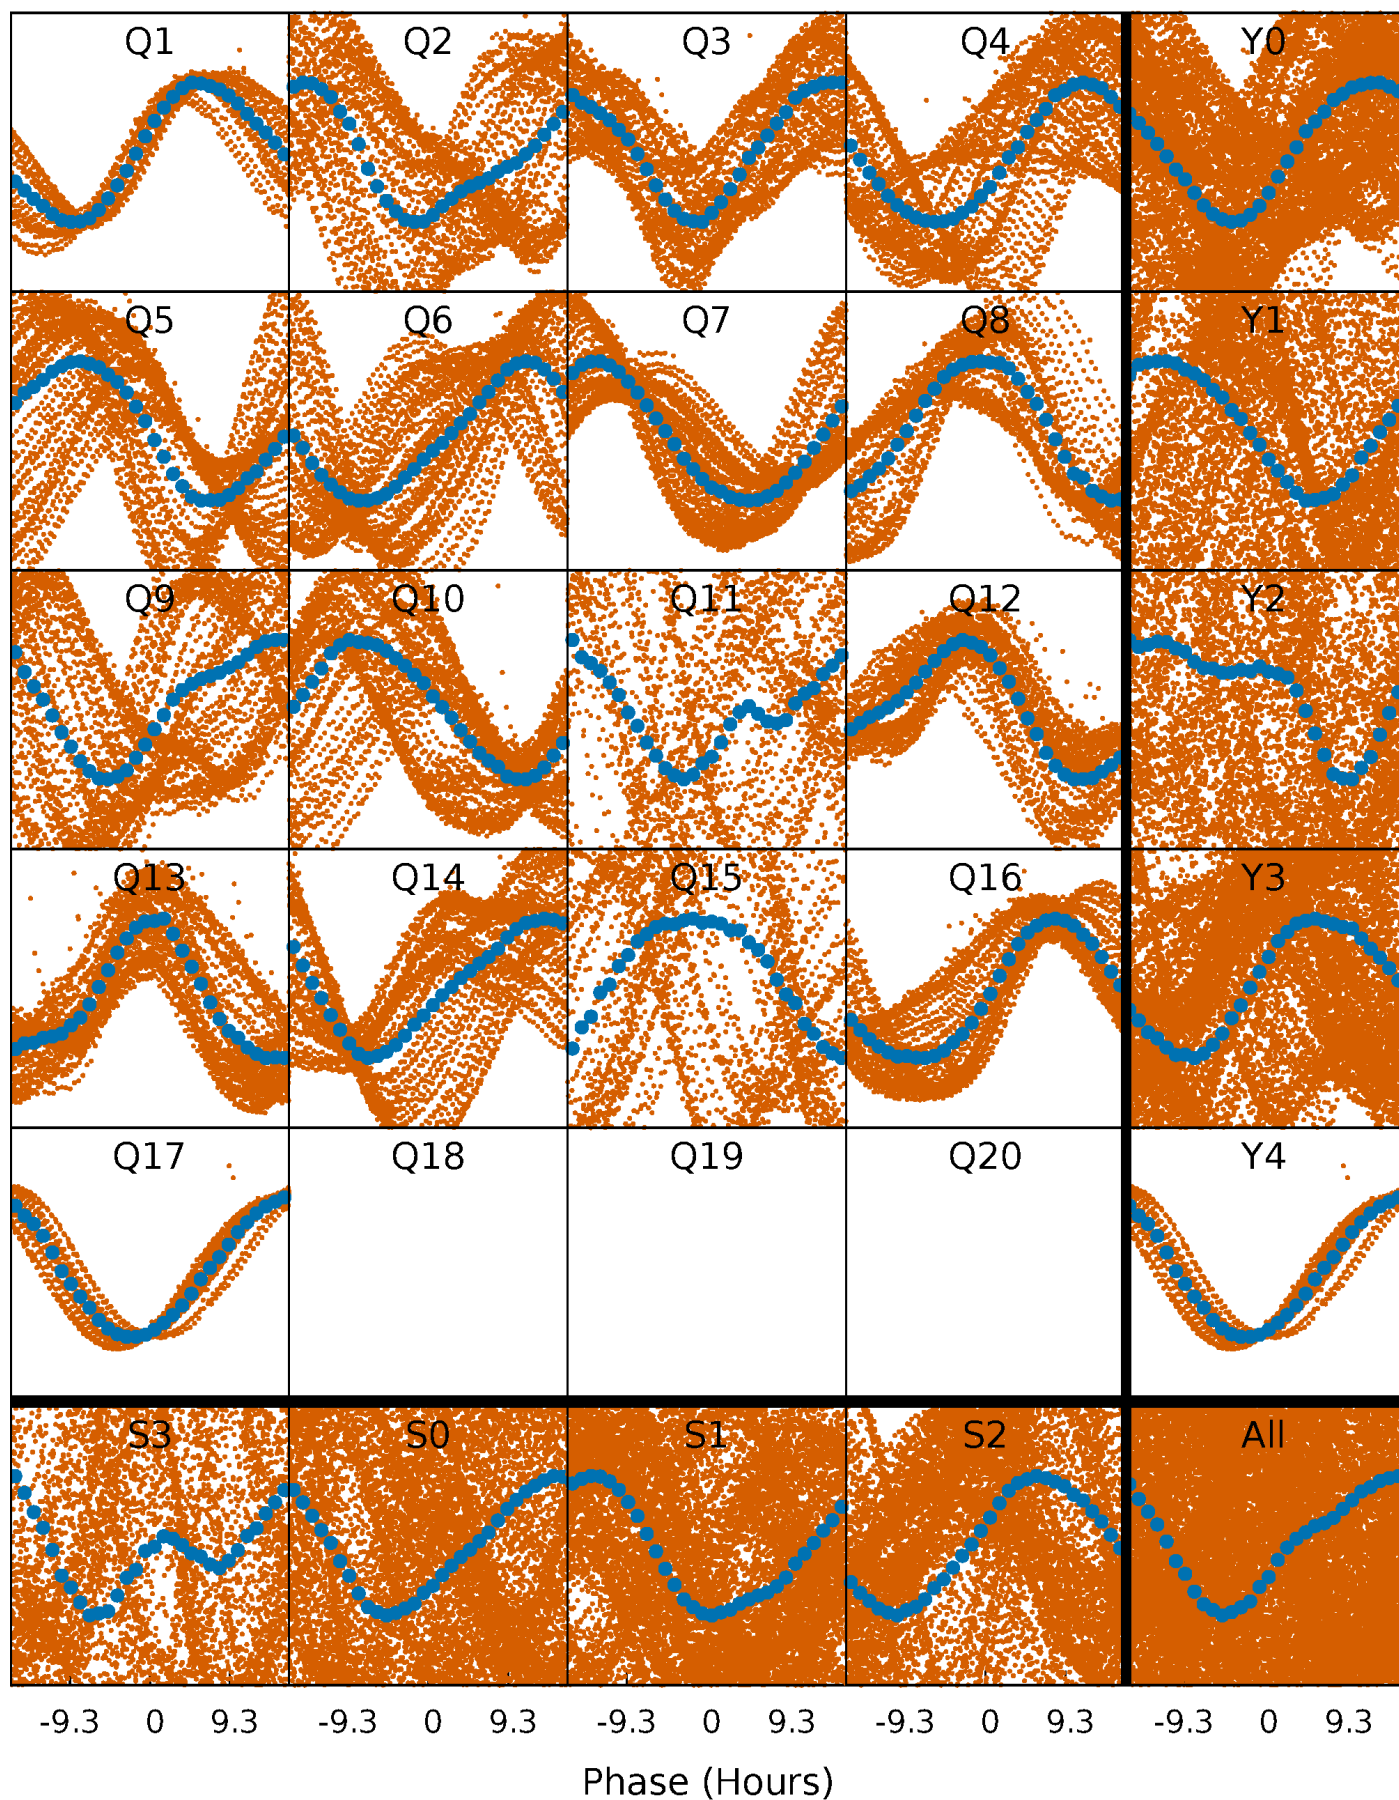 Q1 Q2 Q3 Q4 Y0
Q5 Q6 Q7 Q8 Y1
Q9 Q10 Q11 Q12 Y2
Q13 Q14 Q15 Q16 Y3
Q17 Q18 Q19 Q20 Y4
S3 S0 S1 S2 All
-9.3 0 9.3 -9.3 0 9.3 -9.3 0 9.3 -9.3 0 9.3 -9.3 0 9.3
Phase (Hours)